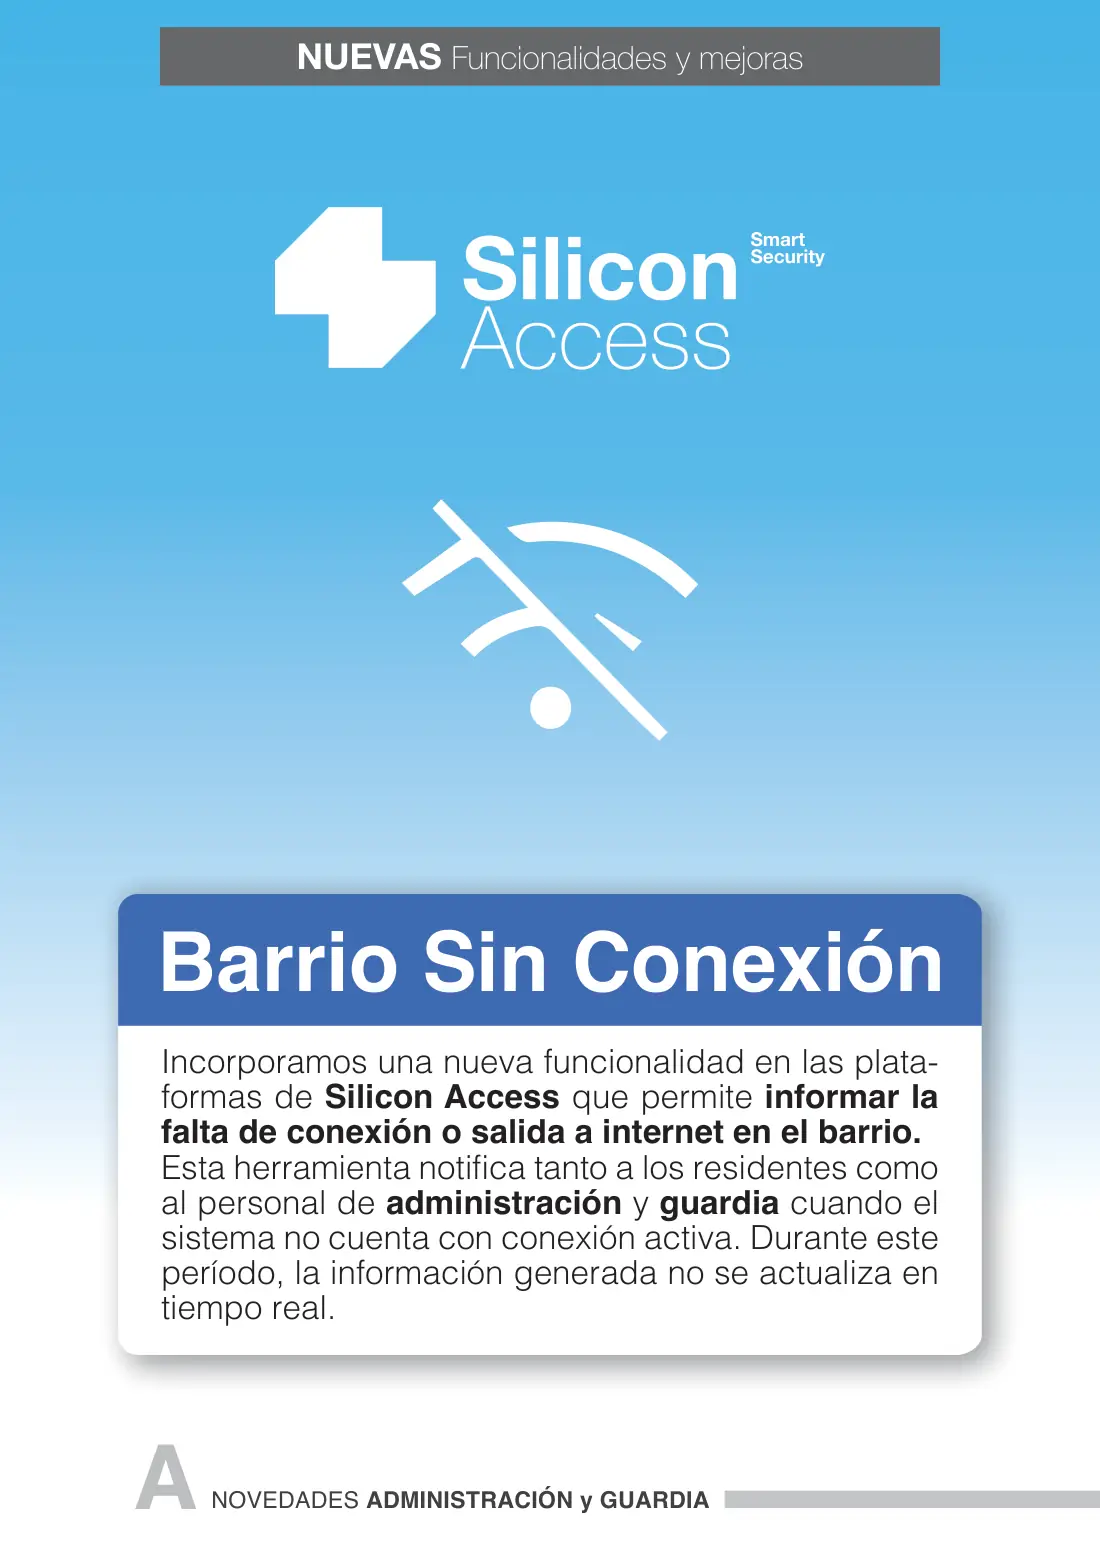 NUEVAS Funcionalidades y mejoras
Silicon
Access
Smart
Security
Barrio Sin Conexión
Incorporamos una nueva funcionalidad en las plata-
formas de Silicon Access que permite informar la
falta de conexión o salida a internet en el barrio.
Esta herramienta notifica tanto a los residentes como
al personal de administración y guardia cuando el
sistema no cuenta con conexión activa. Durante este
período, la información generada no se actualiza en
tiempo real.
A NOVEDADES ADMINISTRACIÓN y GUARDIA